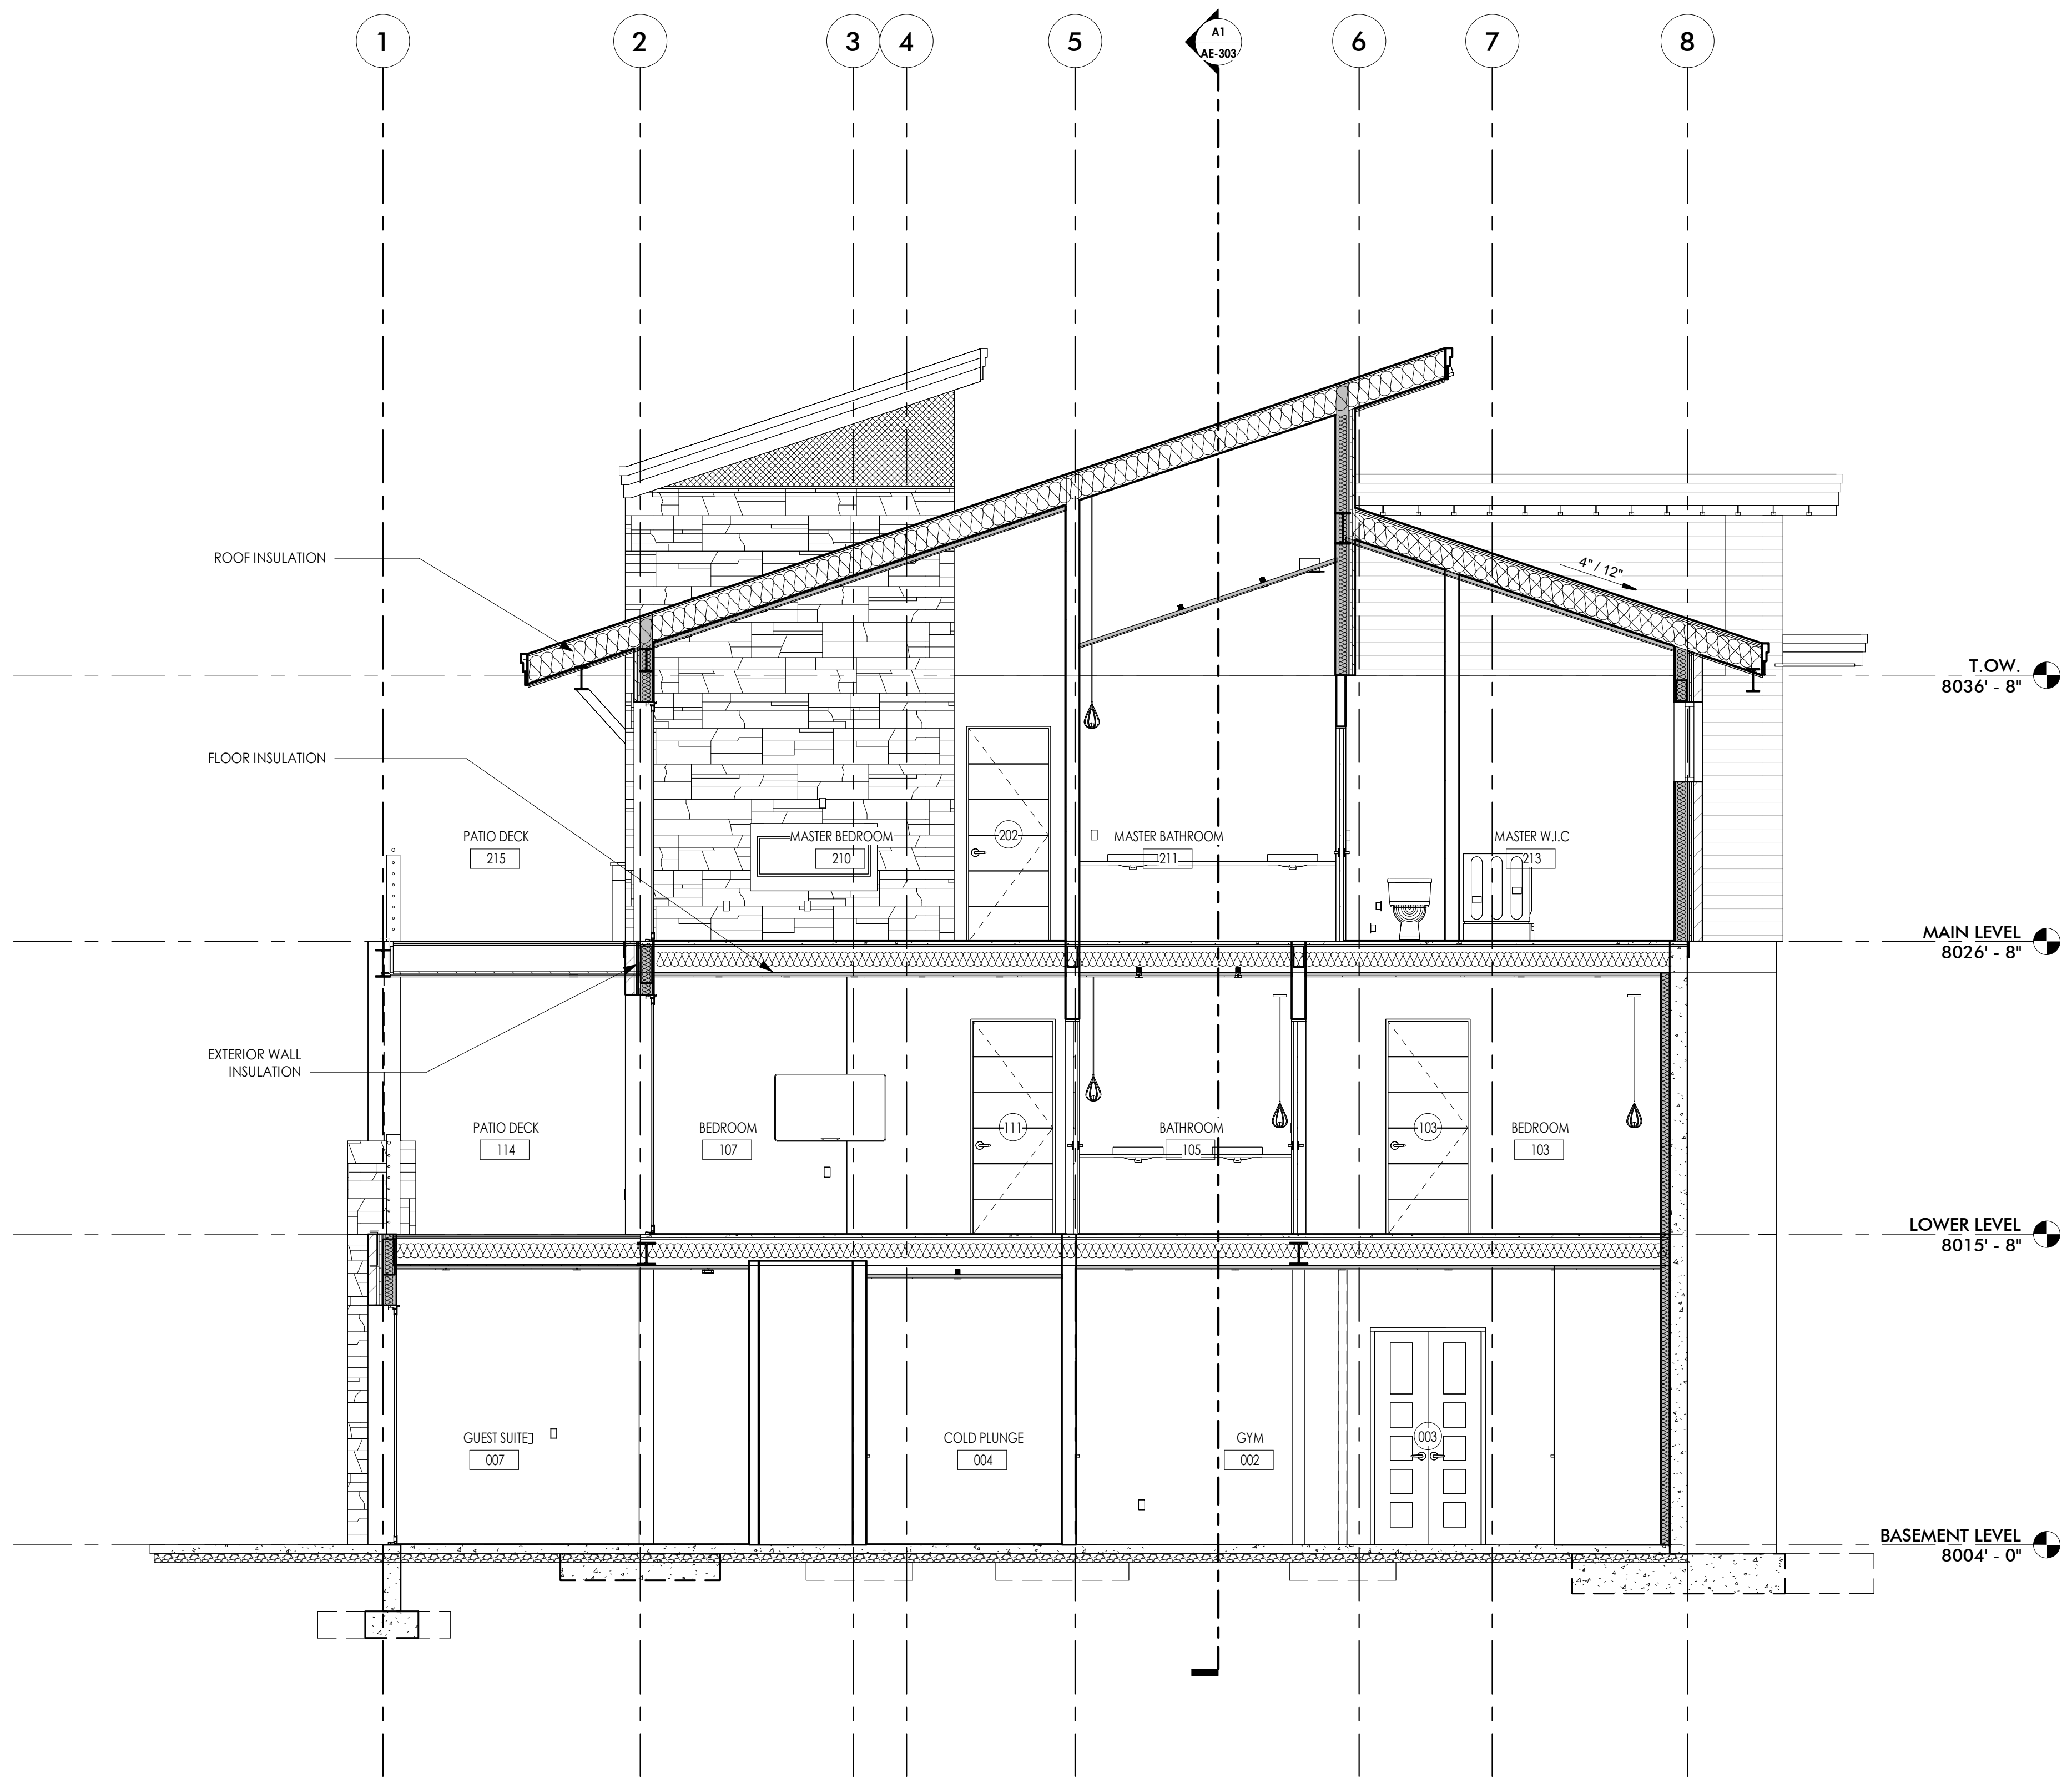 1
2
3
4
5
A1
AE-303
6
7
8
ROOF INSULATION
4" / 12"
T.OW.
8036' - 8"
FLOOR INSULATION
PATIO DECK
215
MASTER BEDROOM
210
202
MASTER BATHROOM
211
MASTER W.I.C
213
MAIN LEVEL
8026' - 8"
EXTERIOR WALL
INSULATION
PATIO DECK
114
BEDROOM
107
111
BATHROOM
105
103
BEDROOM
103
LOWER LEVEL
8015' - 8"
GUEST SUITE
007
COLD PLUNGE
004
GYM
002
003
BASEMENT LEVEL
8004' - 0"